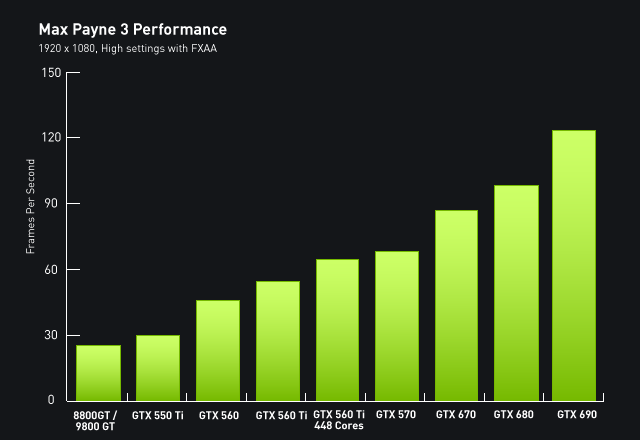 Max Payne 3 Performance
1920 x 1080, High settings with FXAA
Frames Per Second
150
120
90
60
30
0
8800GT /
9800 GT
GTX 550 Ti
GTX 560
GTX 560 Ti
GTX 560 Ti
448 Cores
GTX 570
GTX 670
GTX 680
GTX 690